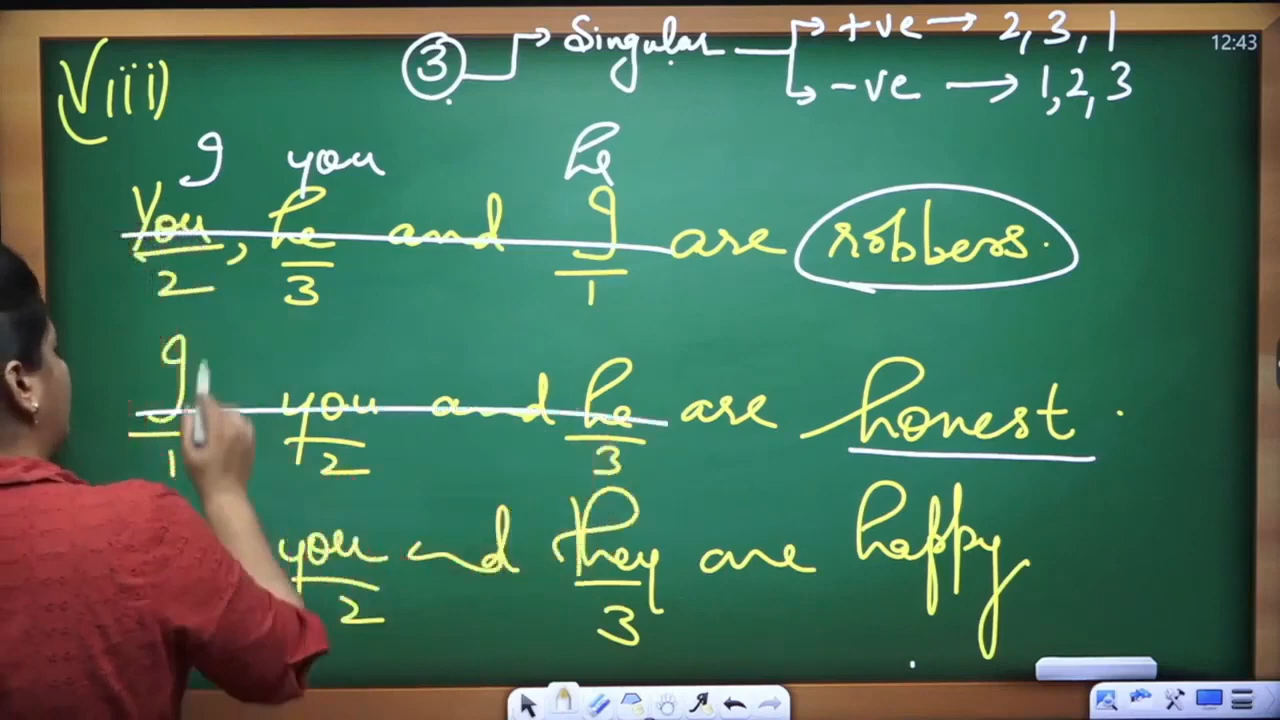 ③ → Singular → +ve → 2, 3, 1
→ -ve → 1, 2, 3
12:43
Viii)
I you he
You, he and I are robbers.
2 3 1
I you and he are honest.
1 2 3
you and they are happy
2 3